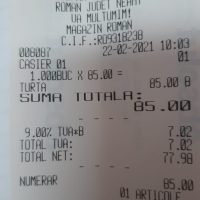 ROMAN JUDET NEAMT
VA MULTUMIM!
MAGAZIN ROMAN
C.I.F.:RO9318238
008087 22-02-2021 10:03
CASIER 01 01
1.000BUC X 85.00 =
TURTA 85.00 B
SUMA TOTALA:
85.00
- - - -
9.00% TVA*B 7.02
TOTAL TVA: 7.02
TOTAL NET: 77.98
- - - -
NUMERAR 85.00
01 ARTICOLE